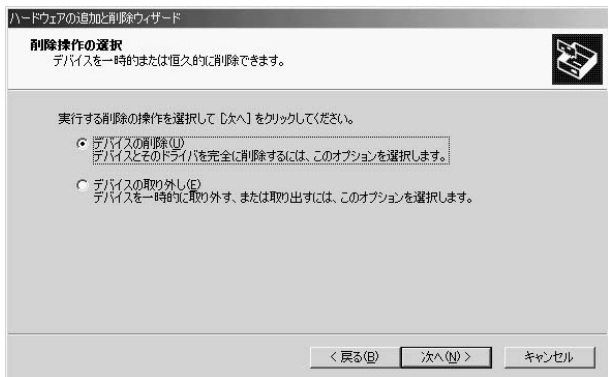 ハードウェアの追加と削除ウィザード
削除操作の選択
デバイスを一時的または恒久的に削除できます。
実行する削除の操作を選択して [次へ] をクリックしてください。
デバイスの削除(U)
デバイスとそのドライバを完全に削除するには、このオプションを選択します。
デバイスの取り外し(E)
デバイスを一時的に取り外す、または取り出すには、このオプションを選択します。
< 戻る(B)
次へ(N) >
キャンセル